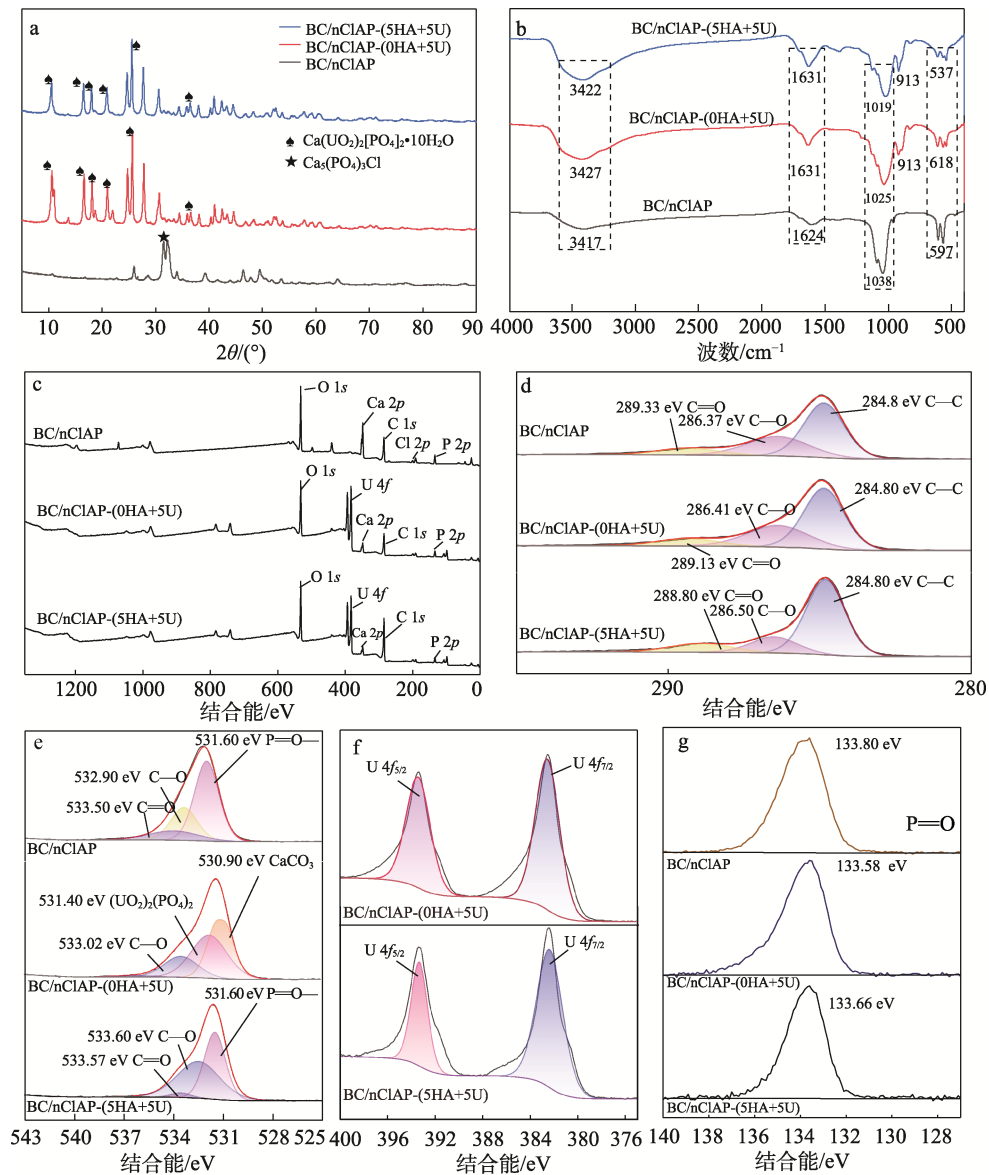 a
BC/nClAP-(5HA+5U)
BC/nClAP-(0HA+5U)
BC/nClAP
♠ Ca(UO₂)₂[PO₄]₂•10H₂O
★ Ca₅(PO₄)₃Cl
10 20 30 40 50 60 70 80 90
2θ/(°)
b
BC/nClAP-(5HA+5U)
3422
1631
1019
913
537
BC/nClAP-(0HA+5U)
3427
1631
1025
913
618
BC/nClAP
3417
1624
1038
597
4000 3500 3000 2500 2000 1500 1000 500
波数/cm⁻¹
c
O 1s
Ca 2p
C 1s
Cl 2p
P 2p
BC/nClAP
O 1s
U 4f
Ca 2p
C 1s
P 2p
BC/nClAP-(0HA+5U)
O 1s
U 4f
Ca 2p
C 1s
P 2p
BC/nClAP-(5HA+5U)
1200 1000 800 600 400 200 0
结合能/eV
d
289.33 eV C═O
286.37 eV C—O
284.8 eV C—C
BC/nClAP
286.41 eV C—O
284.80 eV C—C
BC/nClAP-(0HA+5U)
289.13 eV C═O
288.80 eV C═O
286.50 C—O
284.80 eV C—C
BC/nClAP-(5HA+5U)
290 280
结合能/eV
e
531.60 eV P═O—
532.90 eV C—O
533.50 eV C═O
BC/nClAP
530.90 eV CaCO₃
531.40 eV (UO₂)₂(PO₄)₂
533.02 eV C—O
BC/nClAP-(0HA+5U)
531.60 eV P═O—
533.60 eV C—O
533.57 eV C═O
BC/nClAP-(5HA+5U)
543 540 537 534 531 528 525
结合能/eV
f
U 4f₅/₂
U 4f₇/₂
BC/nClAP-(0HA+5U)
U 4f₅/₂
U 4f₇/₂
BC/nClAP-(5HA+5U)
400 396 392 388 384 380 376
结合能/eV
g
133.80 eV
P═O
BC/nClAP
133.58 eV
BC/nClAP-(0HA+5U)
133.66 eV
BC/nClAP-(5HA+5U)
140 138 136 134 132 130 128
结合能/eV